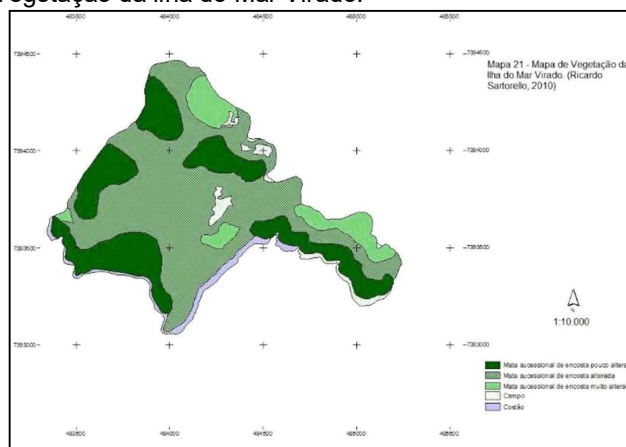 Vegetação da Ilha do Mar Virado.
483500 484000 484500 485000 485500
7394500 7394500
Mapa 21 - Mapa de Vegetação da
Ilha do Mar Virado. (Ricardo
Sartorello, 2010)
7394000 7394000
7393500 7393500
N
1:10.000
7393000 7393000
Mata sucessional de encosta pouco altera
Mata sucessional de encosta alterada
Mata sucessional de encosta muito altera
Campo
Costão
483500 484000 484500 485000 485500